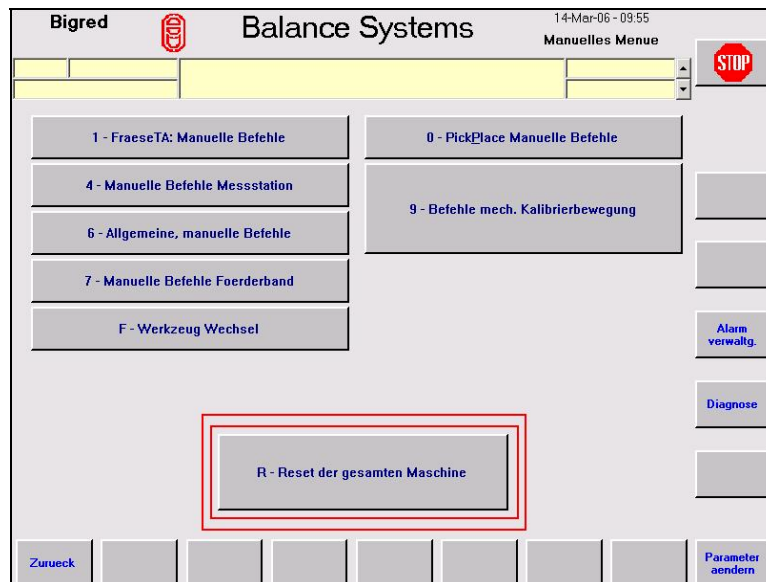 Bigred
Balance Systems
14-Mar-06 - 09:55
Manuelles Menue
STOP
1 - FraeseTA: Manuelle Befehle
0 - PickPlace Manuelle Befehle
4 - Manuelle Befehle Messstation
9 - Befehle mech. Kalibrierbewegung
6 - Allgemeine, manuelle Befehle
7 - Manuelle Befehle Foerderband
F - Werkzeug Wechsel
Alarm
verwaltg.
Diagnose
R - Reset der gesamten Maschine
Zurueck
Parameter
aendern